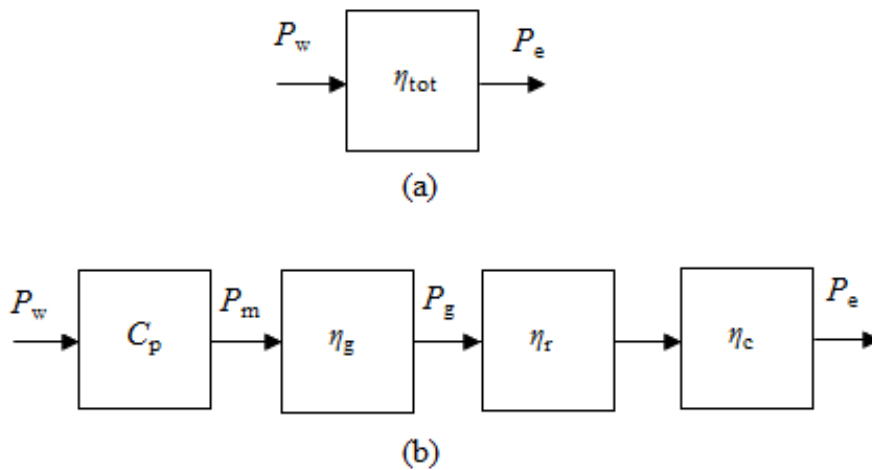 P_w η_tot P_e
(a)
P_w C_p P_m η_g P_g η_r η_c P_e
(b)